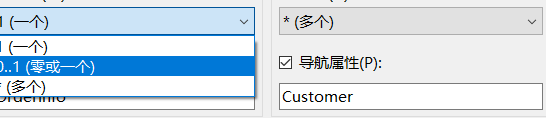 1 (一个)
* (多个)
1 (一个)
0..1 (零或一个)
* (多个)
导航属性(P):
OrderInfo
Customer